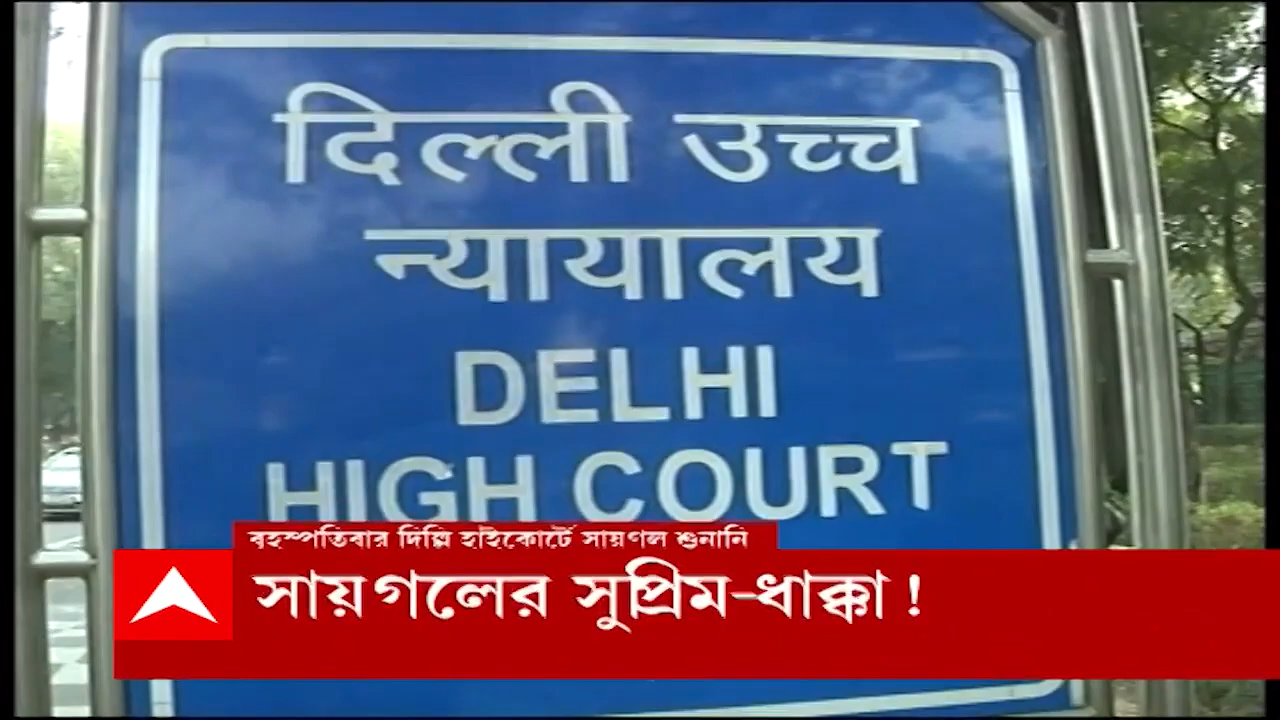 दिल्ली उच्च
न्यायालय
DELHI
HIGH COURT
বৃহস্পতিবার দিল্লি হাইকোর্টে সায়গল শুনানি
সায়গলের সুপ্রিম-ধাক্কা!